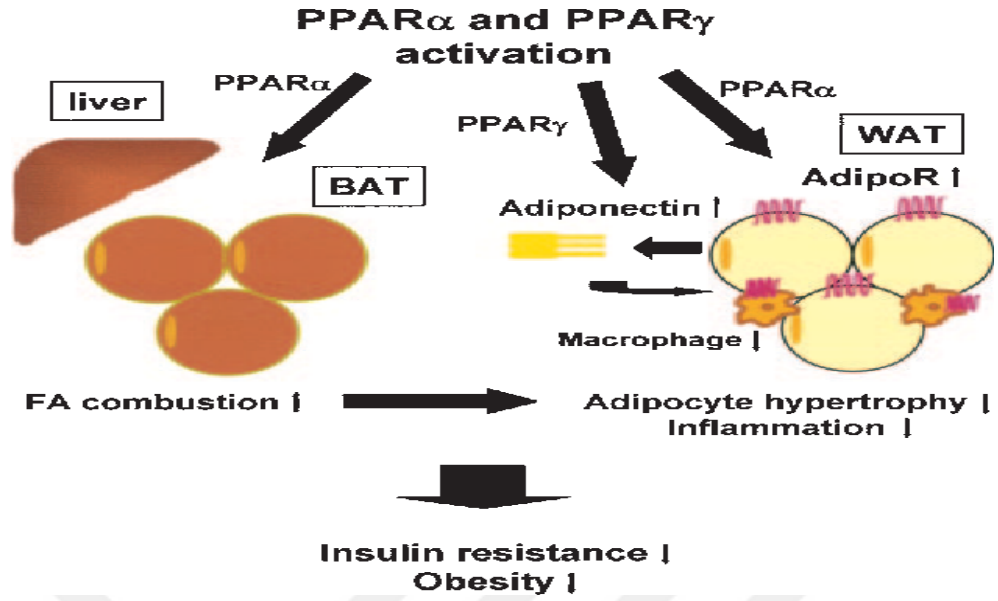 PPARα and PPARγ
activation
PPARα
PPARγ
PPARα
liver
BAT
WAT
AdipoR ↑
Adiponectin ↑
Macrophage ↓
FA combustion ↑
Adipocyte hypertrophy ↓
Inflammation ↓
Insulin resistance ↓
Obesity ↓